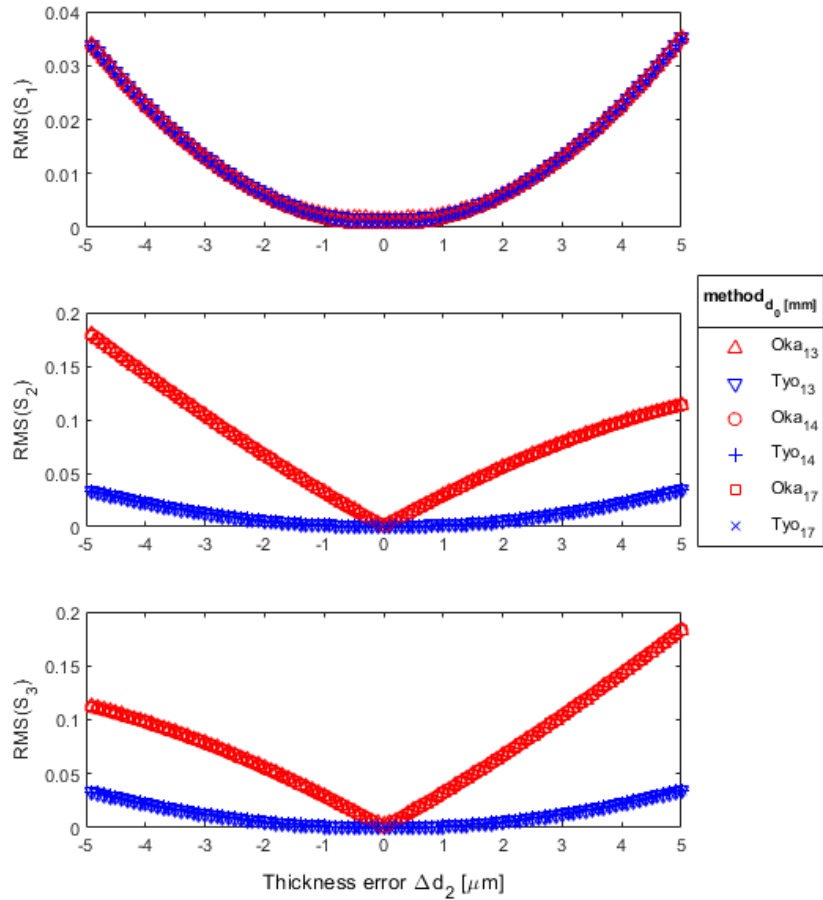 0.04
0.03
0.02
0.01
0
RMS(S1)
-5 -4 -3 -2 -1 0 1 2 3 4 5
0.2
0.15
0.1
0.05
0
RMS(S2)
-5 -4 -3 -2 -1 0 1 2 3 4 5
method d0 [mm]
Oka13
Tyo13
Oka14
Tyo14
Oka17
Tyo17
0.2
0.15
0.1
0.05
0
RMS(S3)
-5 -4 -3 -2 -1 0 1 2 3 4 5
Thickness error Δd2 [μm]